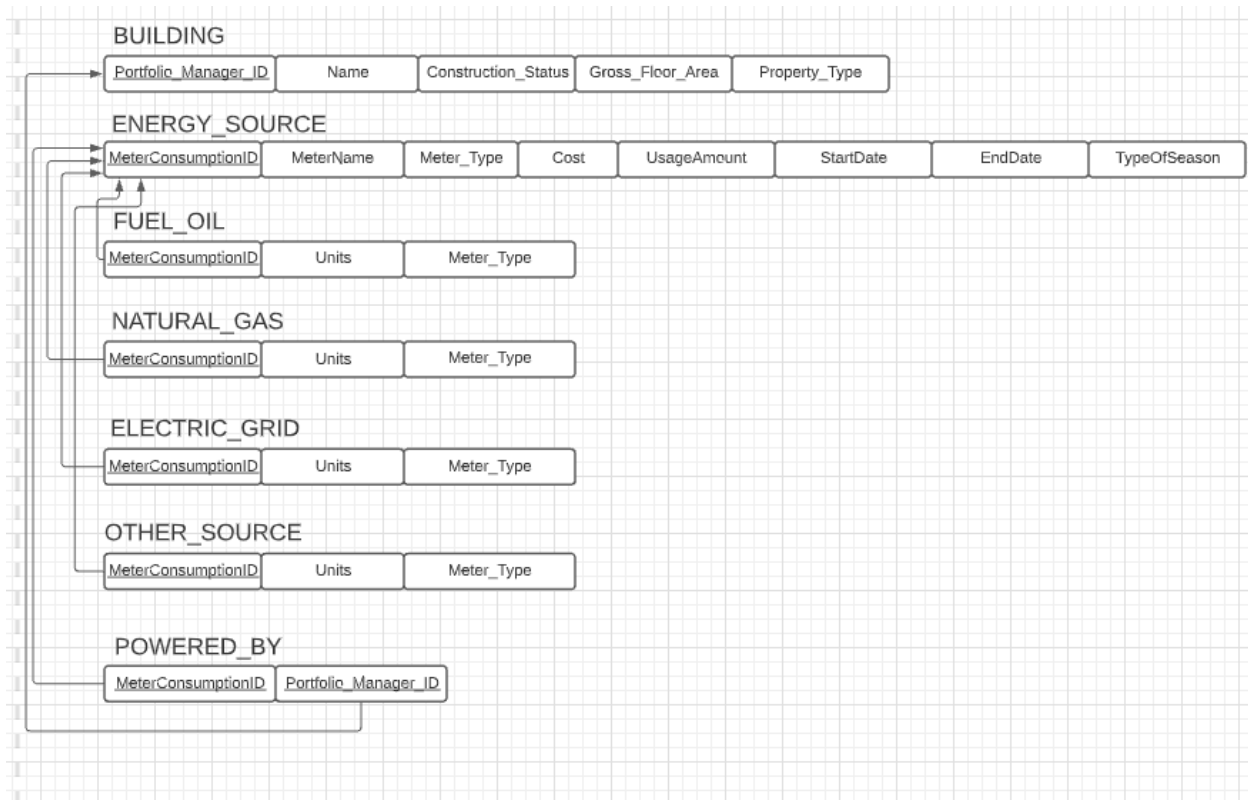 BUILDING
Portfolio_Manager_ID Name Construction_Status Gross_Floor_Area Property_Type
ENERGY_SOURCE
MeterConsumptionID MeterName Meter_Type Cost UsageAmount StartDate EndDate TypeOfSeason
FUEL_OIL
MeterConsumptionID Units Meter_Type
NATURAL_GAS
MeterConsumptionID Units Meter_Type
ELECTRIC_GRID
MeterConsumptionID Units Meter_Type
OTHER_SOURCE
MeterConsumptionID Units Meter_Type
POWERED_BY
MeterConsumptionID Portfolio_Manager_ID